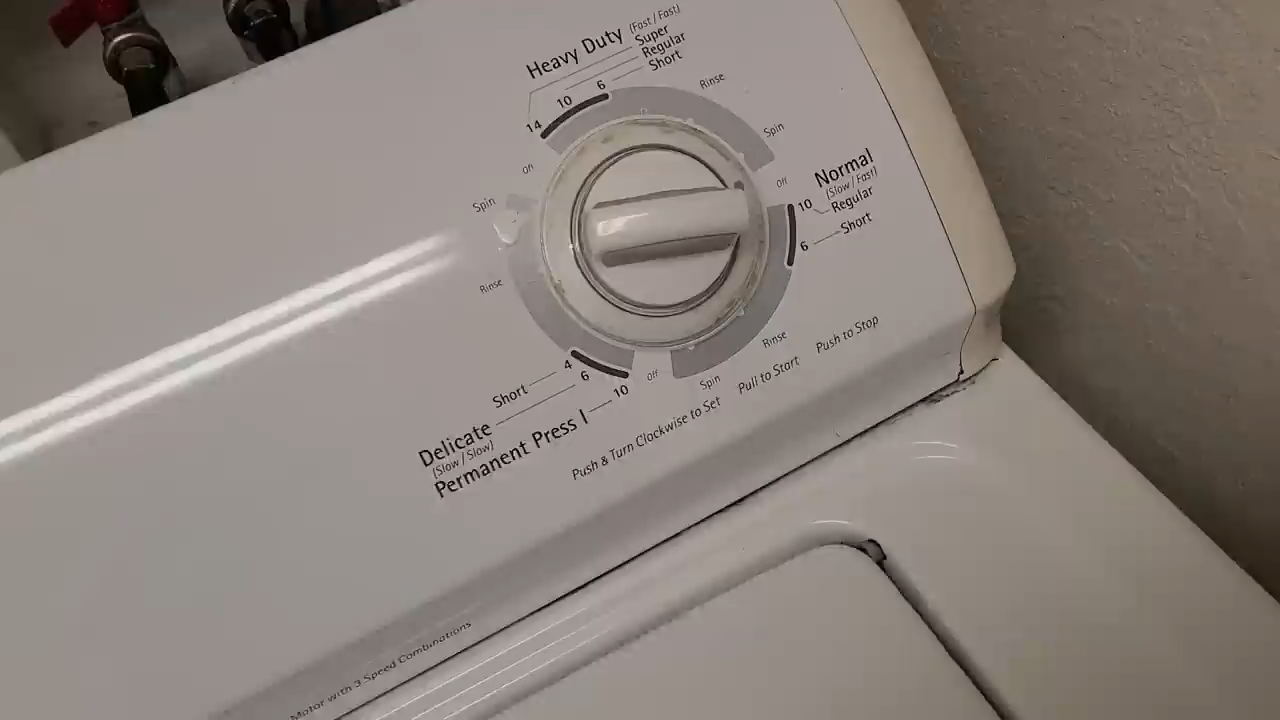 Heavy Duty (Fast / Fast)
Super
Regular
Short
14 10 6
Rinse
Spin
Off
Normal
(Slow / Fast)
10 Regular
6 Short
Rinse
Spin
Off
10
6
4
Short
Delicate
(Slow / Slow)
Permanent Press
Rinse
Spin
Off
Push & Turn Clockwise to Set Pull to Start Push to Stop
Motor with 3 Speed Combinations